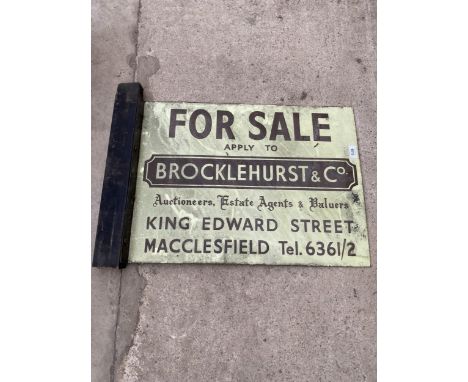 FOR SALE
APPLY TO
BROCKLEHURST & Co.
Auctioneers, Estate Agents & Valuers
KING EDWARD STREET
MACCLESFIELD Tel. 6361/2